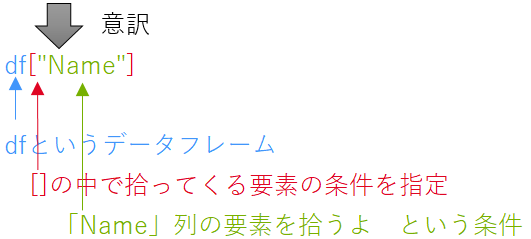 意訳
df["Name"]
dfというデータフレーム
[]の中で拾ってくる要素の条件を指定
「Name」列の要素を拾うよ　という条件